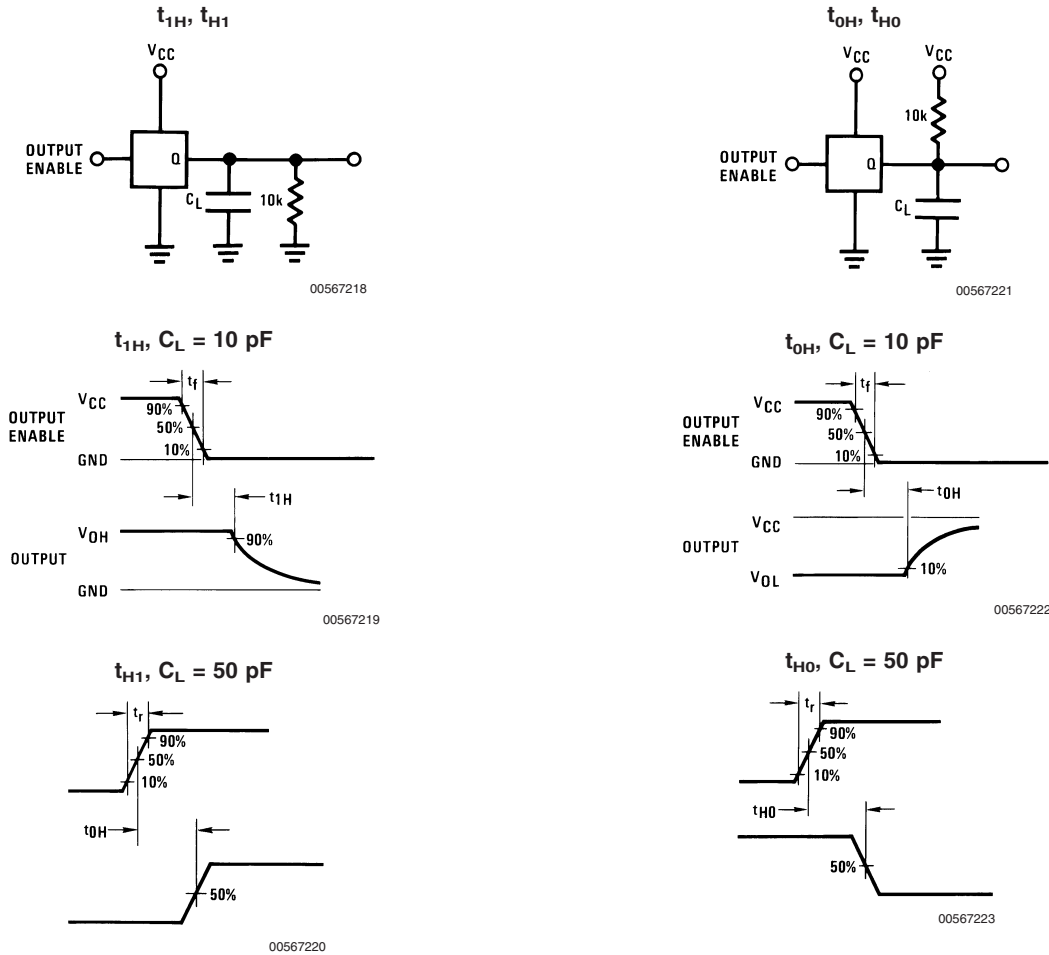 t1H, tH1
VCC
OUTPUT
ENABLE
Q
CL
10k
00567218
t0H, tH0
VCC
VCC
10k
OUTPUT
ENABLE
Q
CL
00567221
t1H, CL = 10 pF
tf
VCC
90%
OUTPUT
ENABLE
50%
10%
GND
t1H
VOH
90%
OUTPUT
GND
00567219
t0H, CL = 10 pF
tf
VCC
90%
OUTPUT
ENABLE
50%
10%
GND
t0H
VCC
OUTPUT
10%
VOL
00567222
tH1, CL = 50 pF
tr
90%
50%
10%
t0H
50%
00567220
tH0, CL = 50 pF
tr
90%
50%
10%
tH0
50%
00567223